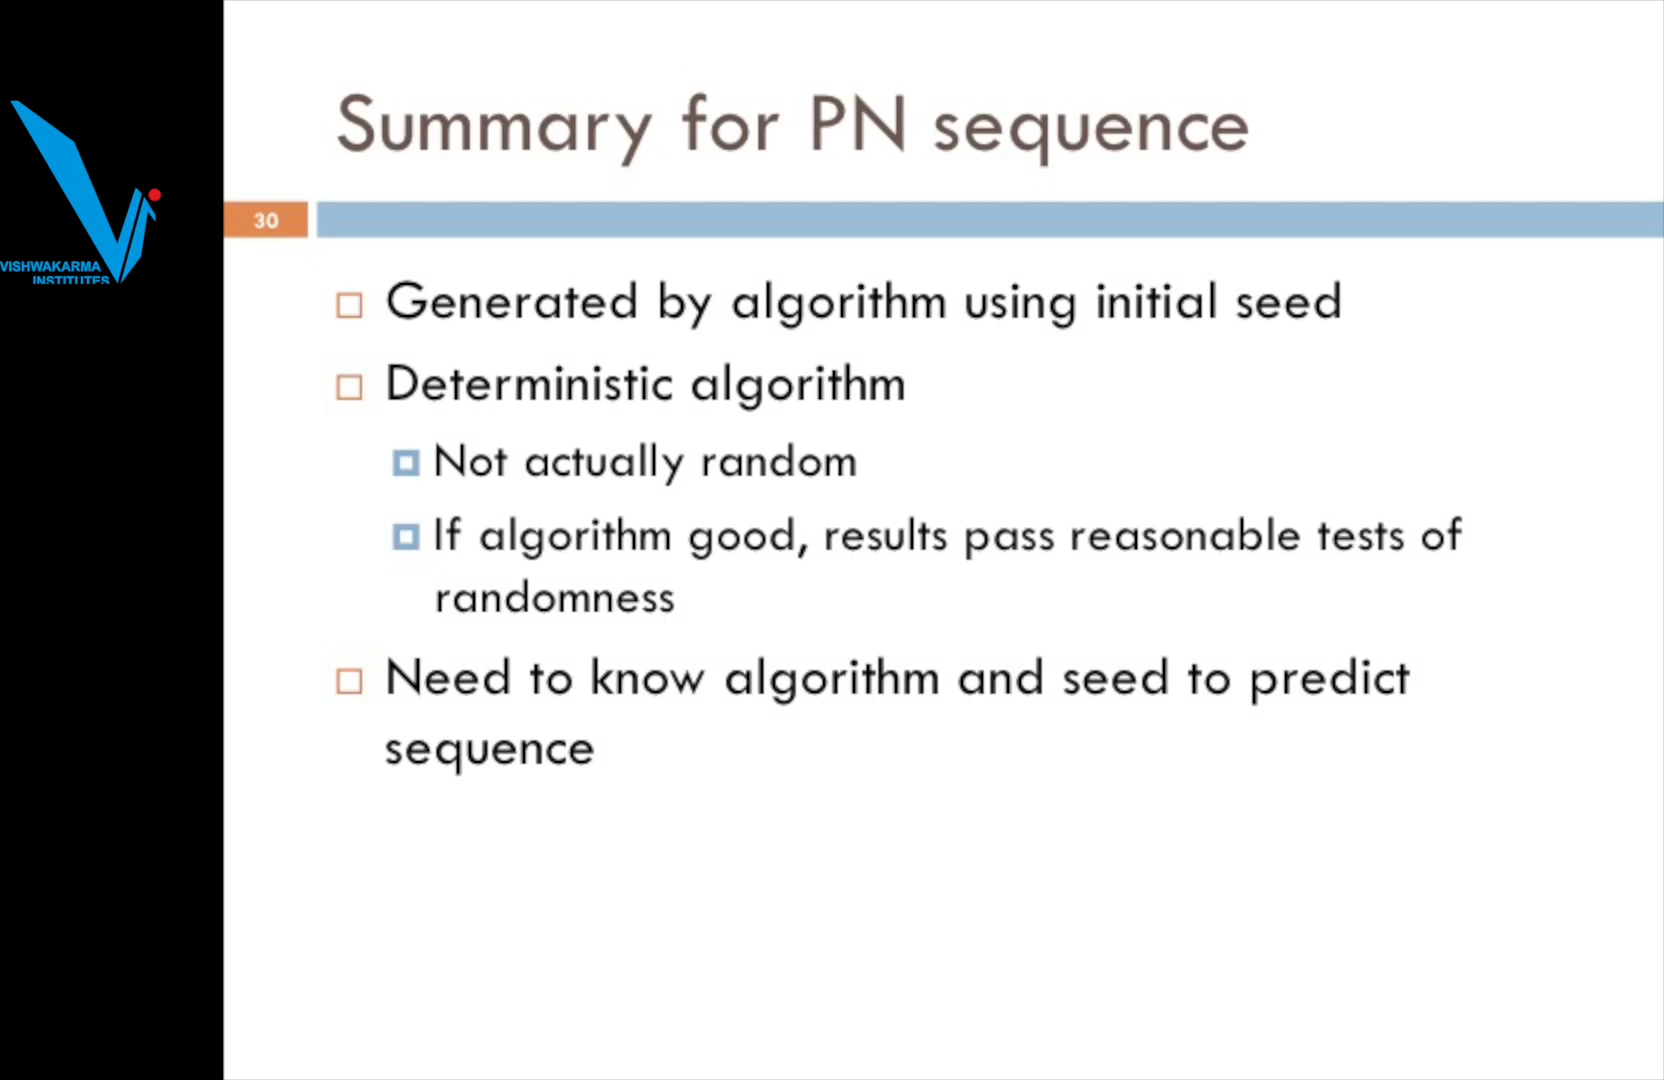 Summary for PN sequence
30
VISHWAKARMA
INSTITUTES
Generated by algorithm using initial seed
Deterministic algorithm
Not actually random
If algorithm good, results pass reasonable tests of
randomness
Need to know algorithm and seed to predict
sequence